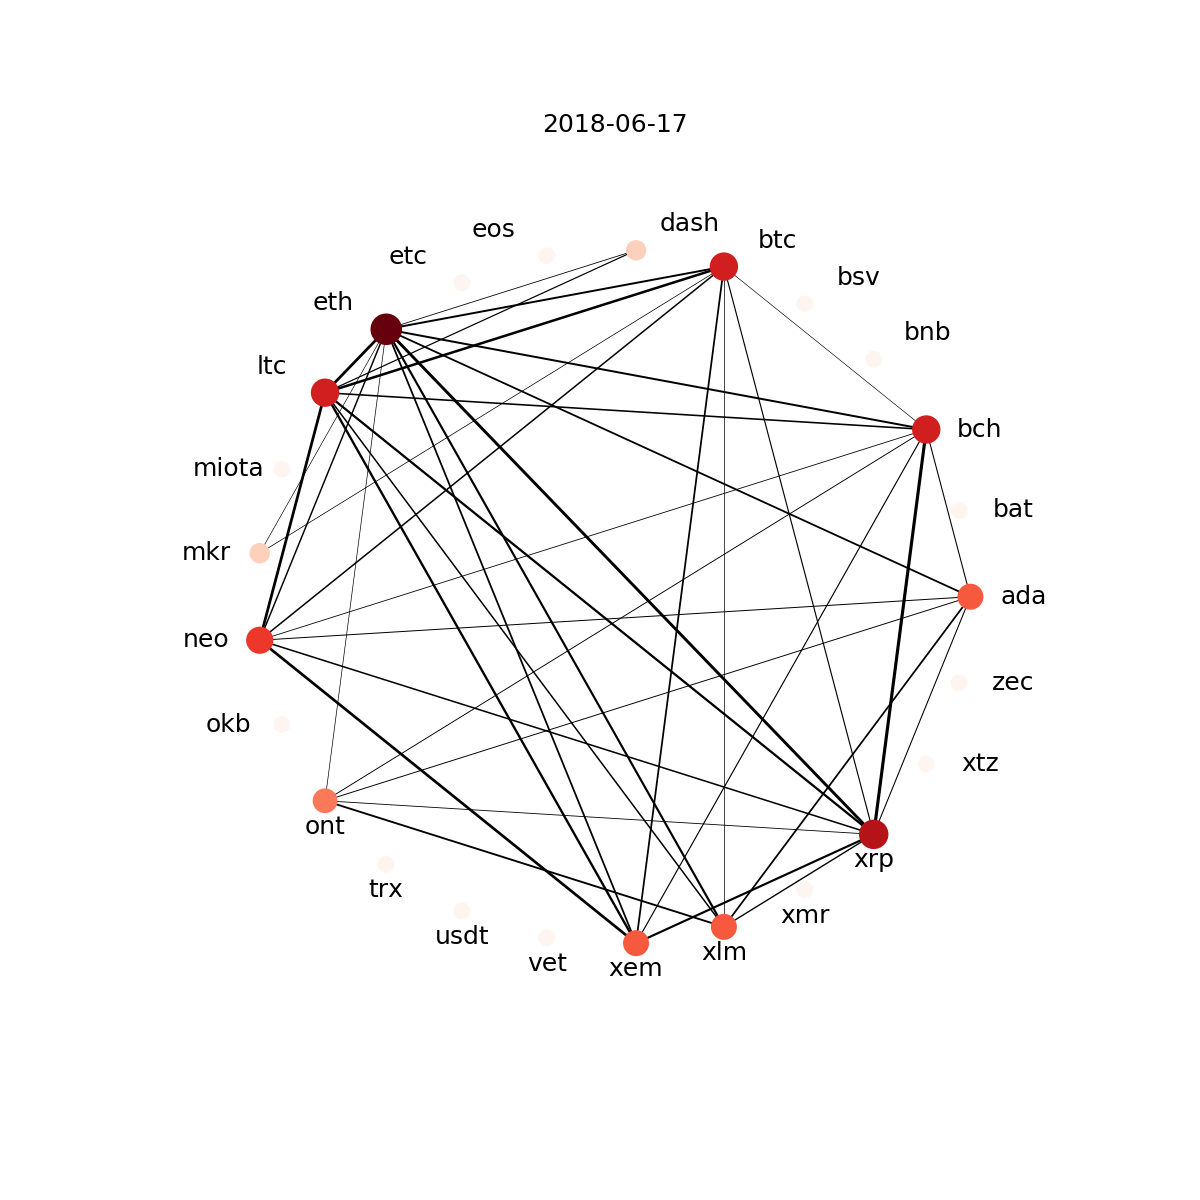 2018-06-17
dash
eos
btc
etc
bsv
eth
bnb
ltc
bch
miota
bat
mkr
ada
neo
zec
okb
xtz
ont
xrp
trx
xmr
usdt
xlm
vet
xem